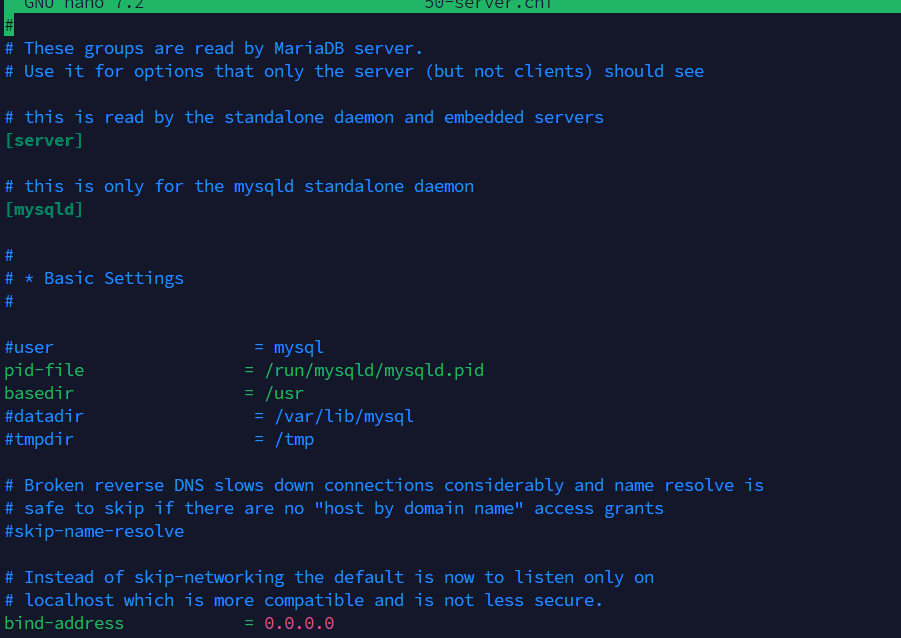 GNU nano 7.2 50-server.cnf
#
# These groups are read by MariaDB server.
# Use it for options that only the server (but not clients) should see
# this is read by the standalone daemon and embedded servers
[server]
# this is only for the mysqld standalone daemon
[mysqld]
#
# * Basic Settings
#
#user = mysql
pid-file = /run/mysqld/mysqld.pid
basedir = /usr
#datadir = /var/lib/mysql
#tmpdir = /tmp
# Broken reverse DNS slows down connections considerably and name resolve is
# safe to skip if there are no "host by domain name" access grants
#skip-name-resolve
# Instead of skip-networking the default is now to listen only on
# localhost which is more compatible and is not less secure.
bind-address = 0.0.0.0